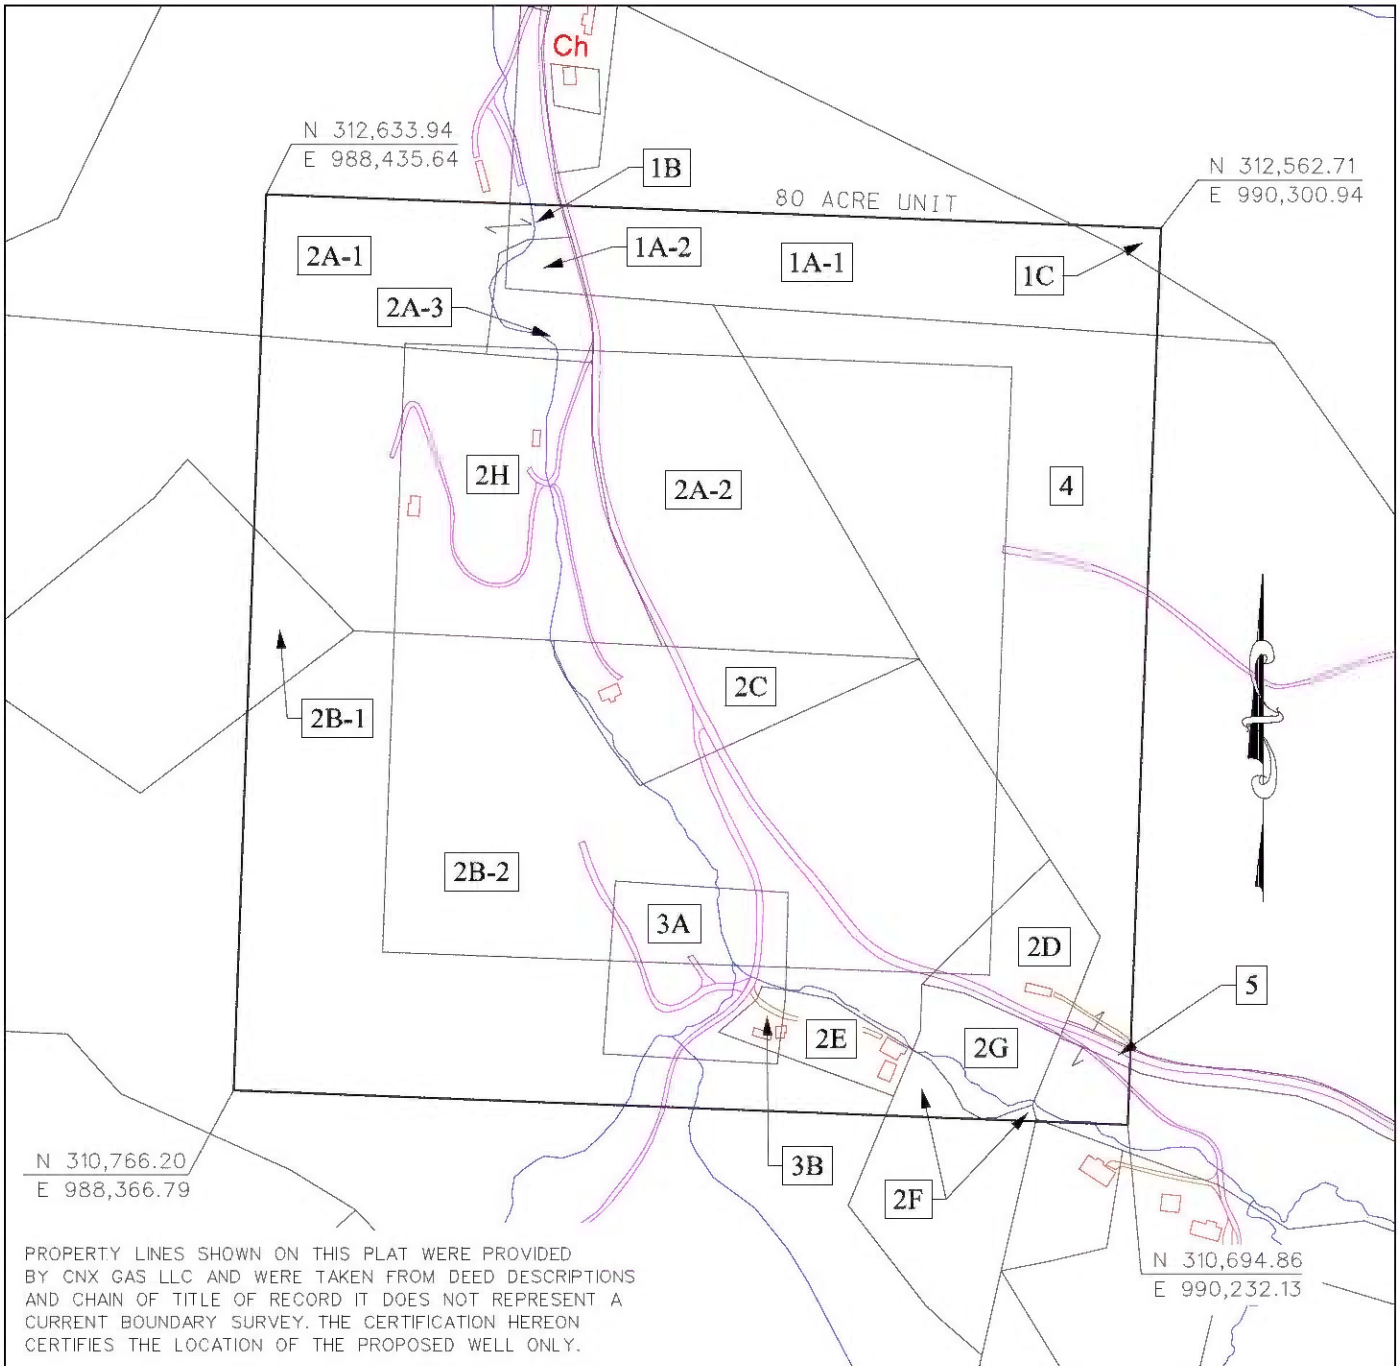 Ch
N 312,633.94
E 988,435.64
1B
80 ACRE UNIT
N 312,562.71
E 990,300.94
2A-1
1A-2
1A-1
1C
2A-3
2H
2A-2
4
2C
2B-1
2B-2
3A
2D
5
2E
2G
3B
2F
N 310,766.20
E 988,366.79
N 310,694.86
E 990,232.13
PROPERTY LINES SHOWN ON THIS PLAT WERE PROVIDED
BY CNX GAS LLC AND WERE TAKEN FROM DEED DESCRIPTIONS
AND CHAIN OF TITLE OF RECORD IT DOES NOT REPRESENT A
CURRENT BOUNDARY SURVEY. THE CERTIFICATION HEREON
CERTIFIES THE LOCATION OF THE PROPOSED WELL ONLY.